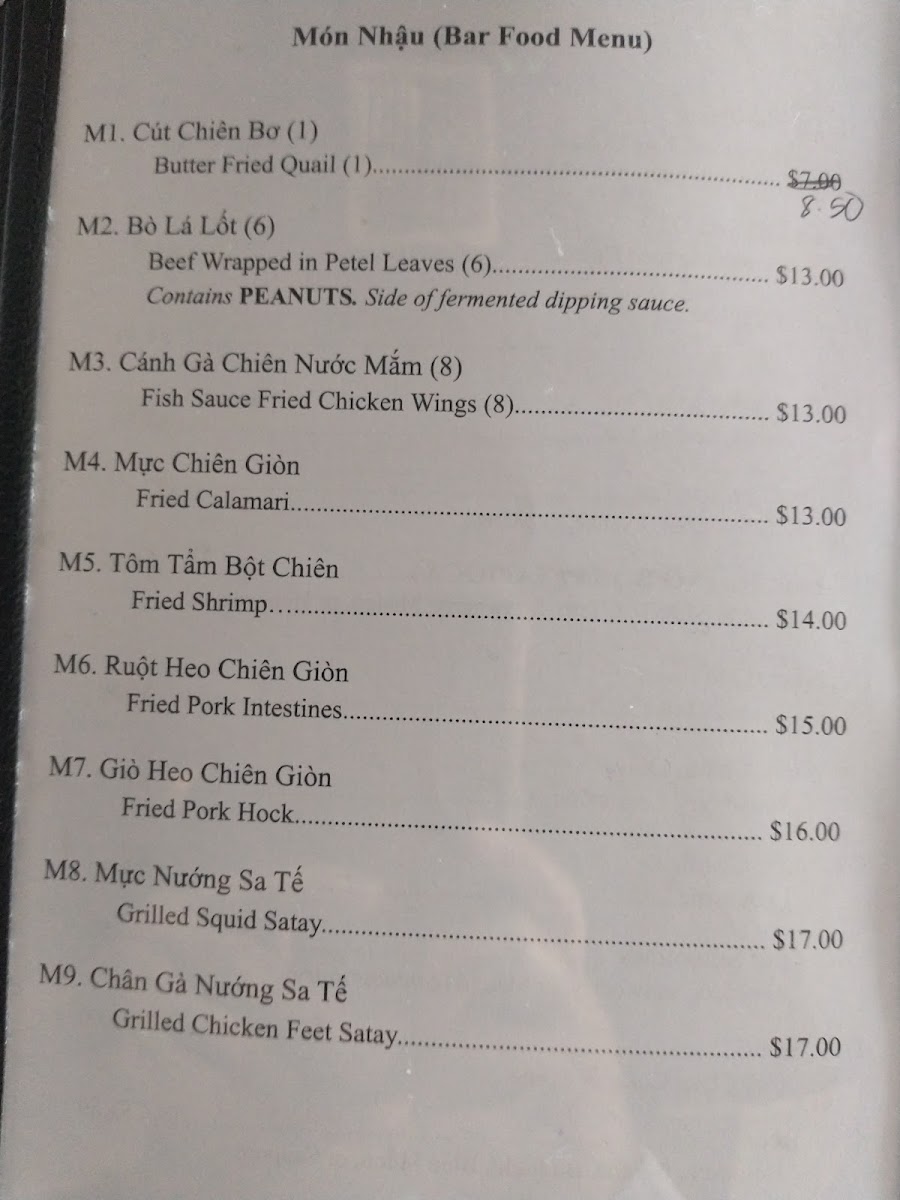 Món Nhậu (Bar Food Menu)
M1. Cút Chiên Bơ (1)
Butter Fried Quail (1)................................................................ $7.00
8.50
M2. Bò Lá Lốt (6)
Beef Wrapped in Petel Leaves (6)........................................... $13.00
Contains PEANUTS. Side of fermented dipping sauce.
M3. Cánh Gà Chiên Nước Mắm (8)
Fish Sauce Fried Chicken Wings (8)....................................... $13.00
M4. Mực Chiên Giòn
Fried Calamari.......................................................................... $13.00
M5. Tôm Tẩm Bột Chiên
Fried Shrimp............................................................................. $14.00
M6. Ruột Heo Chiên Giòn
Fried Pork Intestines................................................................. $15.00
M7. Giò Heo Chiên Giòn
Fried Pork Hock........................................................................ $16.00
M8. Mực Nướng Sa Tế
Grilled Squid Satay................................................................... $17.00
M9. Chân Gà Nướng Sa Tế
Grilled Chicken Feet Satay....................................................... $17.00